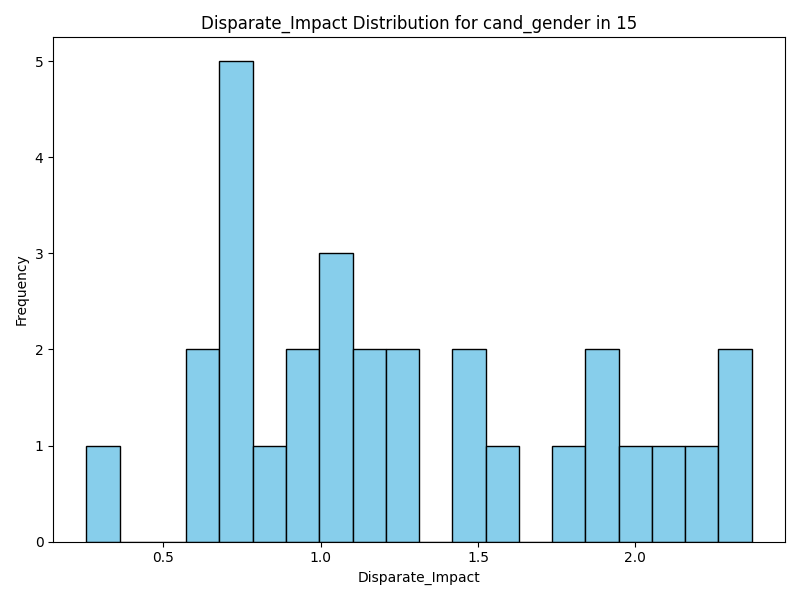 Disparate_Impact Distribution for cand_gender in 15
Frequency
5
4
3
2
1
0
0.5 1.0 1.5 2.0
Disparate_Impact